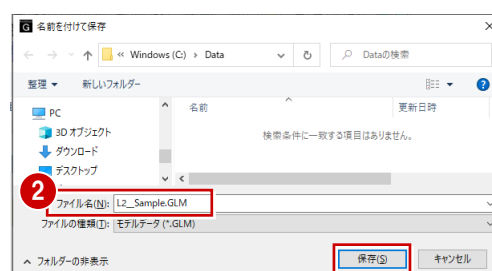 G 名前を付けて保存
« Windows (C:) › Data
Dataの検索
整理 新しいフォルダー
?
PC
名前
更新日時
3D オブジェクト
検索条件に一致する項目はありません。
ダウンロード
デスクトップ
2
ファイル名(N): L2__Sample.GLM
ファイルの種類(T): モデルデータ (*.GLM)
フォルダーの非表示
保存(S)
キャンセル